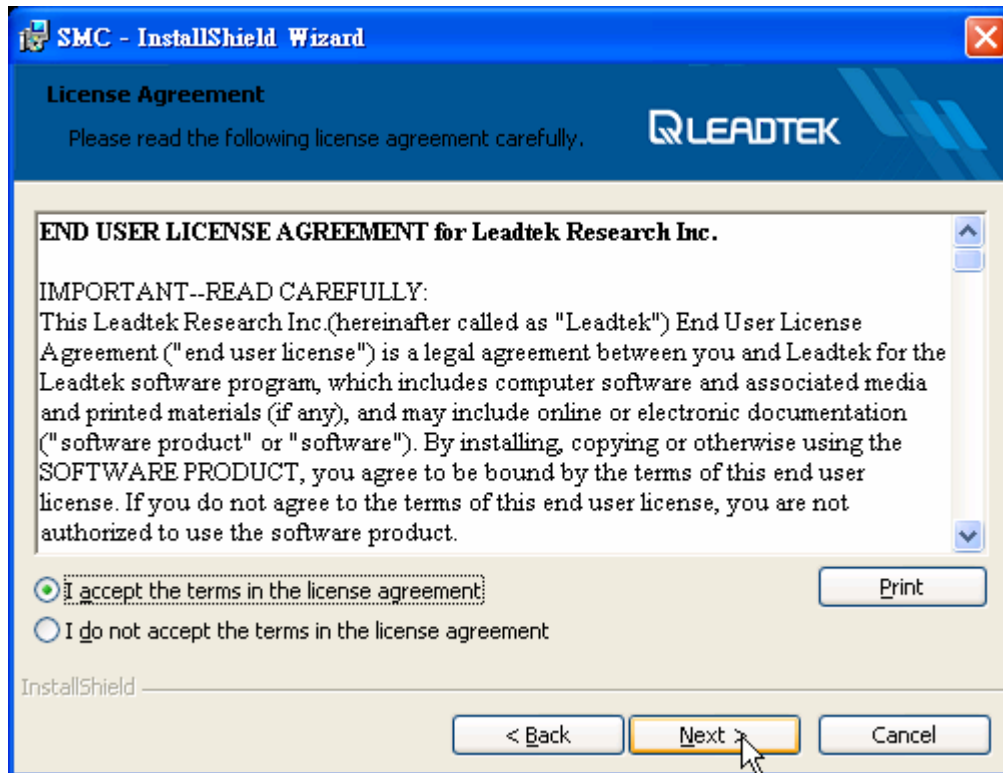 SMC - InstallShield Wizard
License Agreement
Please read the following license agreement carefully.
LEADTEK
END USER LICENSE AGREEMENT for Leadtek Research Inc.
IMPORTANT--READ CAREFULLY:
This Leadtek Research Inc.(hereinafter called as "Leadtek") End User License
Agreement ("end user license") is a legal agreement between you and Leadtek for the
Leadtek software program, which includes computer software and associated media
and printed materials (if any), and may include online or electronic documentation
("software product" or "software"). By installing, copying or otherwise using the
SOFTWARE PRODUCT, you agree to be bound by the terms of this end user
license. If you do not agree to the terms of this end user license, you are not
authorized to use the software product.
I accept the terms in the license agreement
Print
I do not accept the terms in the license agreement
InstallShield
< Back
Next >
Cancel